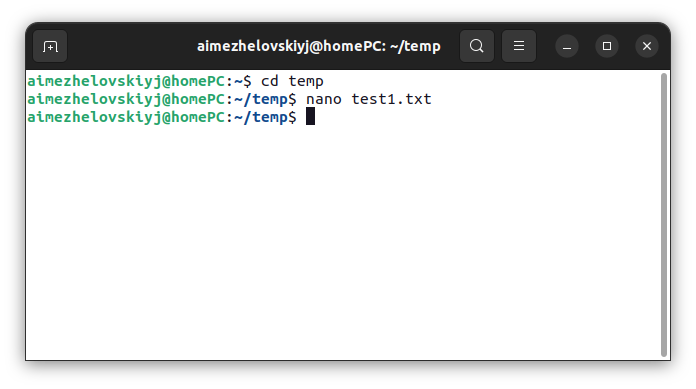 aimezhelovskiyj@homePC: ~/temp
aimezhelovskiyj@homePC:~$ cd temp
aimezhelovskiyj@homePC:~/temp$ nano test1.txt
aimezhelovskiyj@homePC:~/temp$